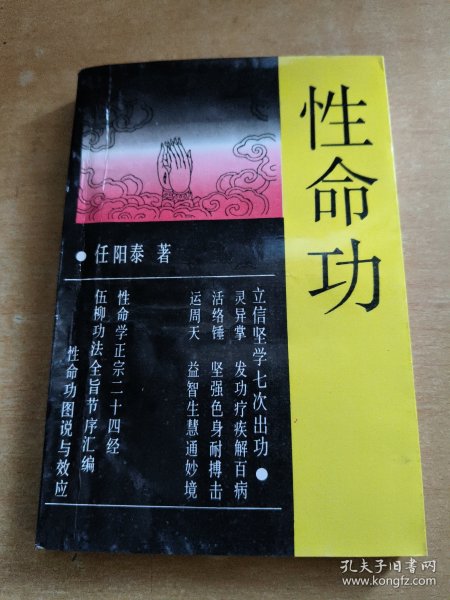 性命功
任阳泰 著
立信坚学七次出功
灵异掌 发功疗疾解百病
活络锤 坚强色身耐搏击
运周天 益智生慧通妙境
性命学正宗二十四经
伍柳功法全旨节序汇编
性命功图说与效应
孔夫子旧书网
www.kongfz.com